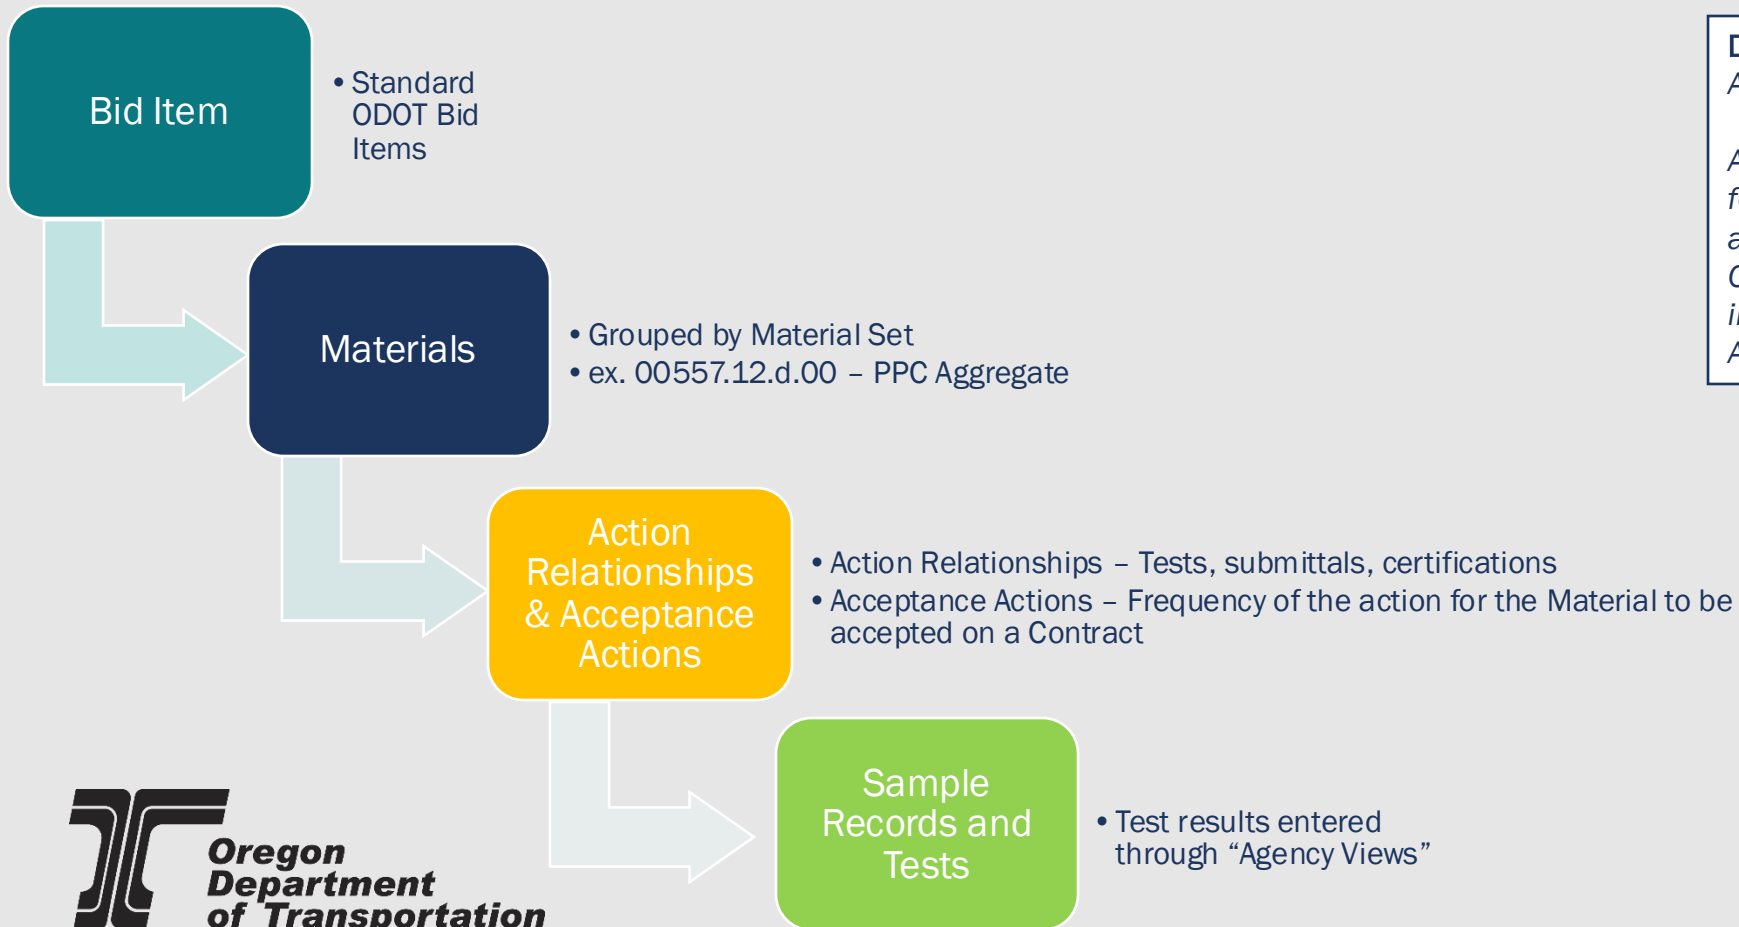 Bid Item
• Standard
ODOT Bid
Items
Materials
• Grouped by Material Set
• ex. 00557.12.d.00 – PPC Aggregate
Action
Relationships
& Acceptance
Actions
• Action Relationships – Tests, submittals, certifications
• Acceptance Actions – Frequency of the action for the Material to be
accepted on a Contract
Sample
Records and
Tests
• Test results entered
through “Agency Views”
Oregon
Department
of Transportation